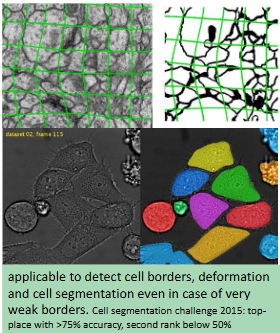 dataset 02, frame 115
applicable to detect cell borders, deformation
and cell segmentation even in case of very
weak borders. Cell segmentation challenge 2015: top-
place with >75% accuracy, second rank below 50%